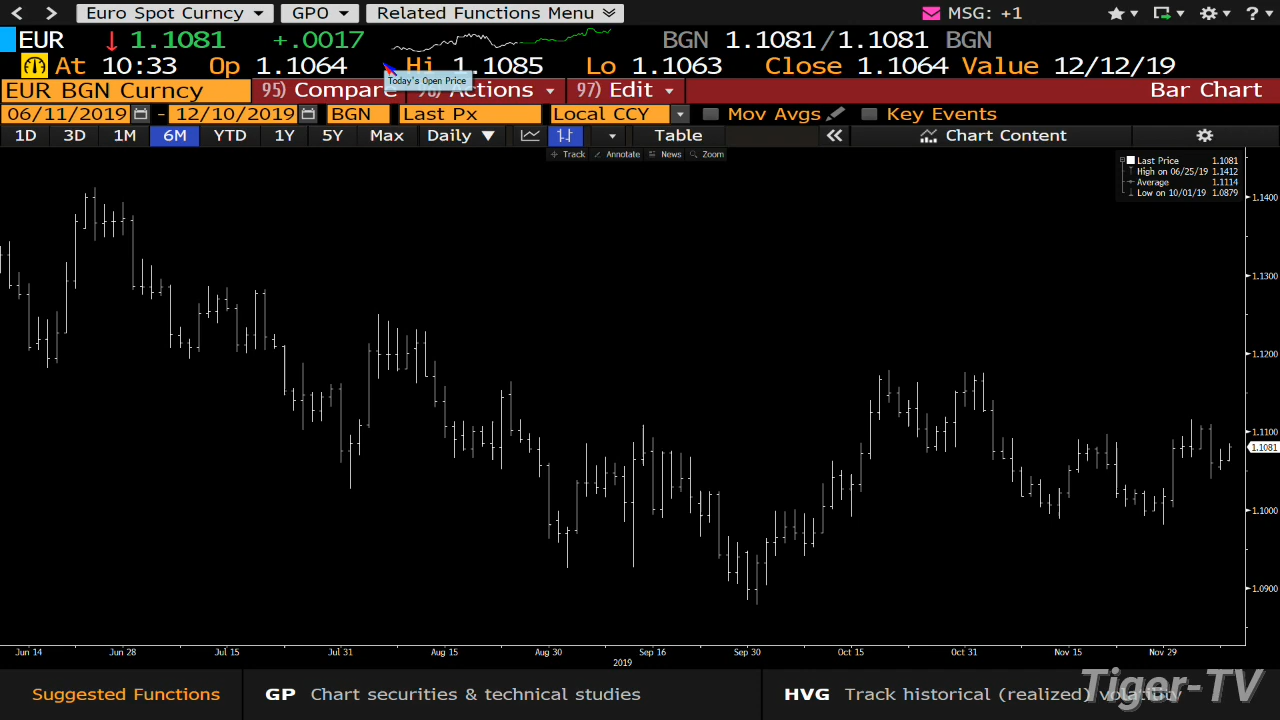 Euro Spot Curncy GPO Related Functions Menu MSG: +1 ?
EUR ↓ 1.1081 +.0017 BGN 1.1081/1.1081 BGN
At 10:33 Op 1.1064 Hi 1.1085 Lo 1.1063 Close 1.1064 Value 12/12/19
Today's Open Price
EUR BGN Curncy 95) Compare Actions 97) Edit Bar Chart
06/11/2019 - 12/10/2019 BGN Last Px Local CCY Mov Avgs Key Events
1D 3D 1M 6M YTD 1Y 5Y Max Daily ▼ Table « Chart Content
Track Annotate News Zoom
Last Price 1.1081
High on 06/25/19 1.1412
Average 1.1114
Low on 10/01/19 1.0879
1.1400
1.1300
1.1200
1.1100
1.1081
1.1000
1.0900
Jun 14 Jun 28 Jul 15 Jul 31 Aug 15 Aug 30 Sep 16 Sep 30 Oct 15 Oct 31 Nov 15 Nov 29
2019
Suggested Functions GP Chart securities & technical studies HVG Track historical (realized) volatility
Tiger-TV